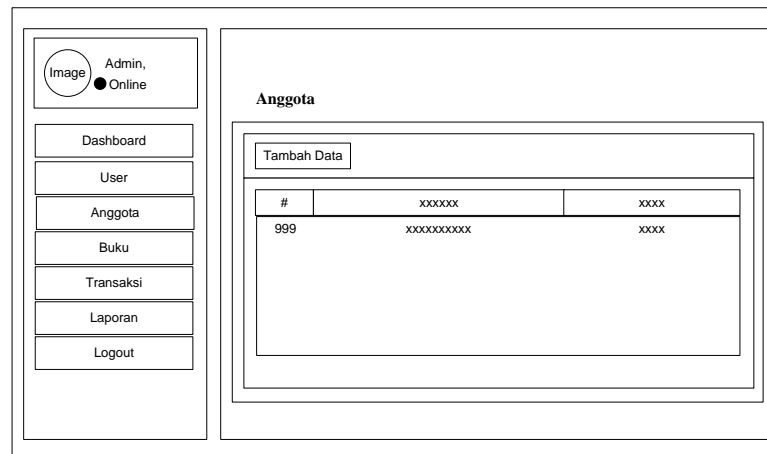 Image
Admin,
Online
Dashboard
User
Anggota
Buku
Transaksi
Laporan
Logout
Anggota
Tambah Data
# xxxxxx xxxx
999 xxxxxxxxxx xxxx